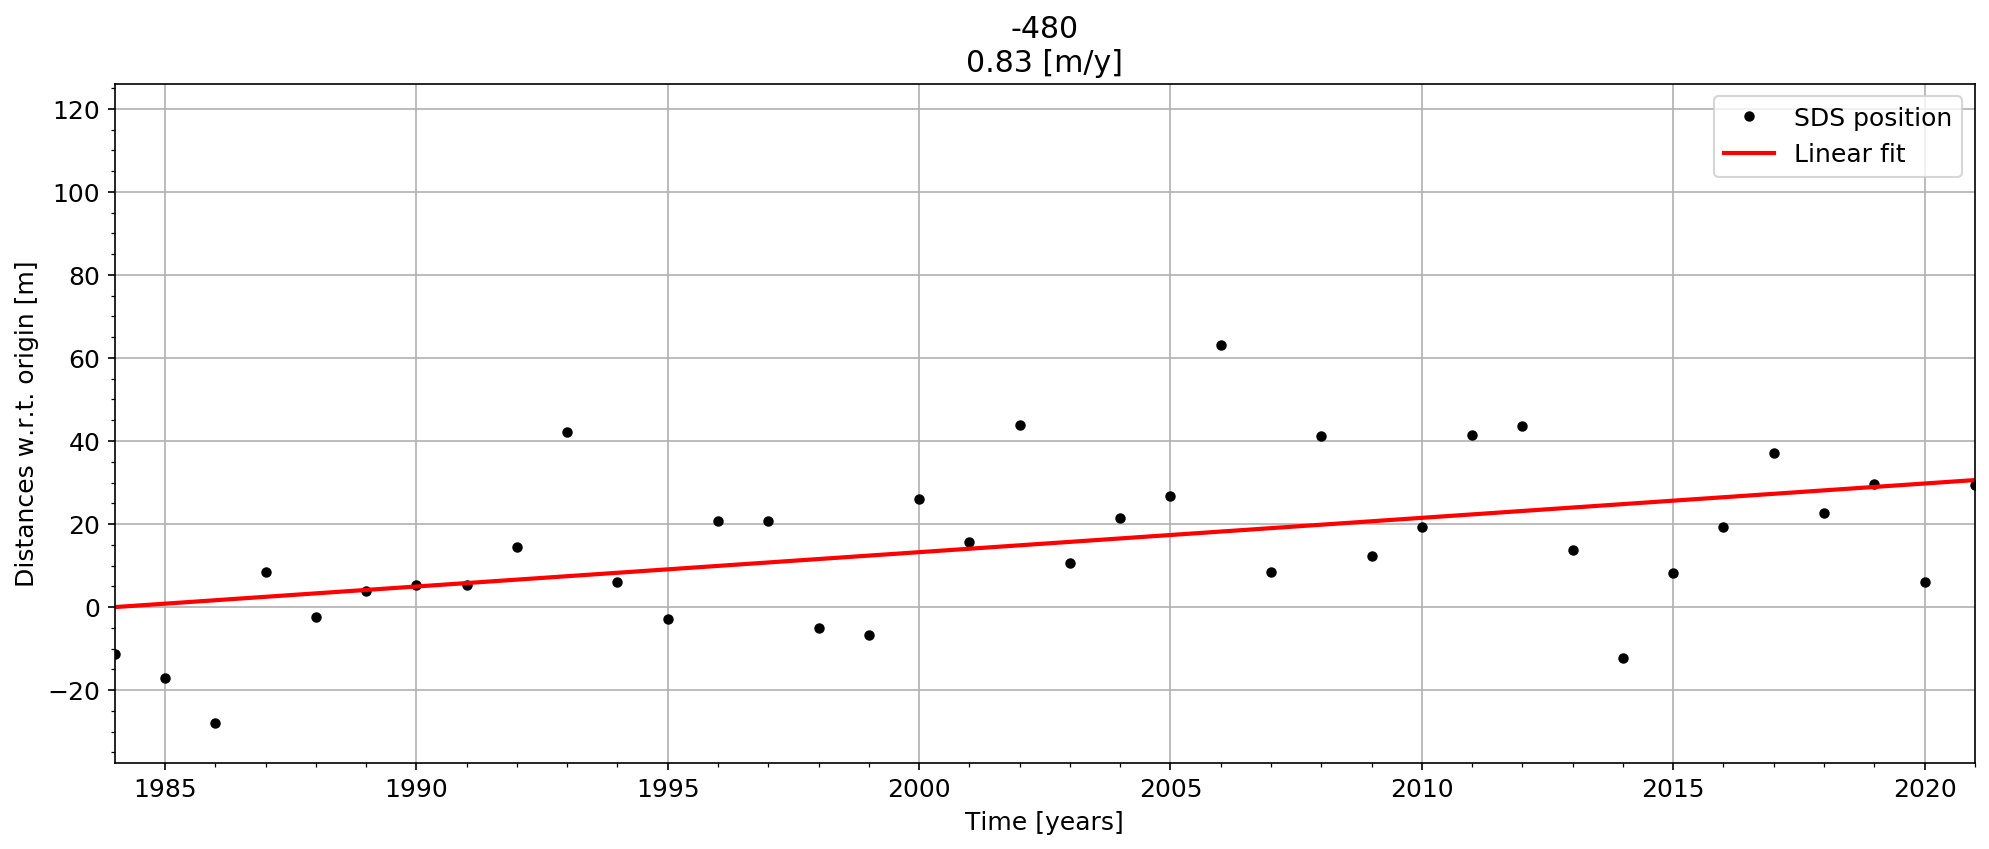 -480
0.83 [m/y]
120
100
80
60
40
20
0
−20
Distances w.r.t. origin [m]
SDS position
Linear fit
1985 1990 1995 2000 2005 2010 2015 2020
Time [years]